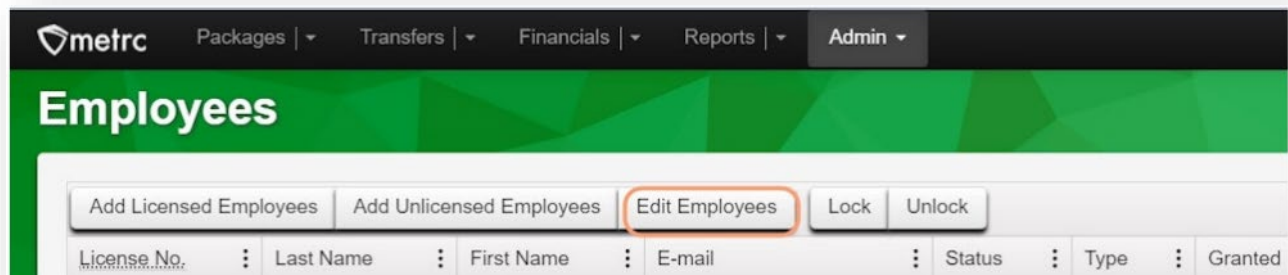 metrc Packages | Transfers | Financials | Reports | Admin
Employees
Add Licensed Employees Add Unlicensed Employees Edit Employees Lock Unlock
License No. Last Name First Name E-mail Status Type Granted